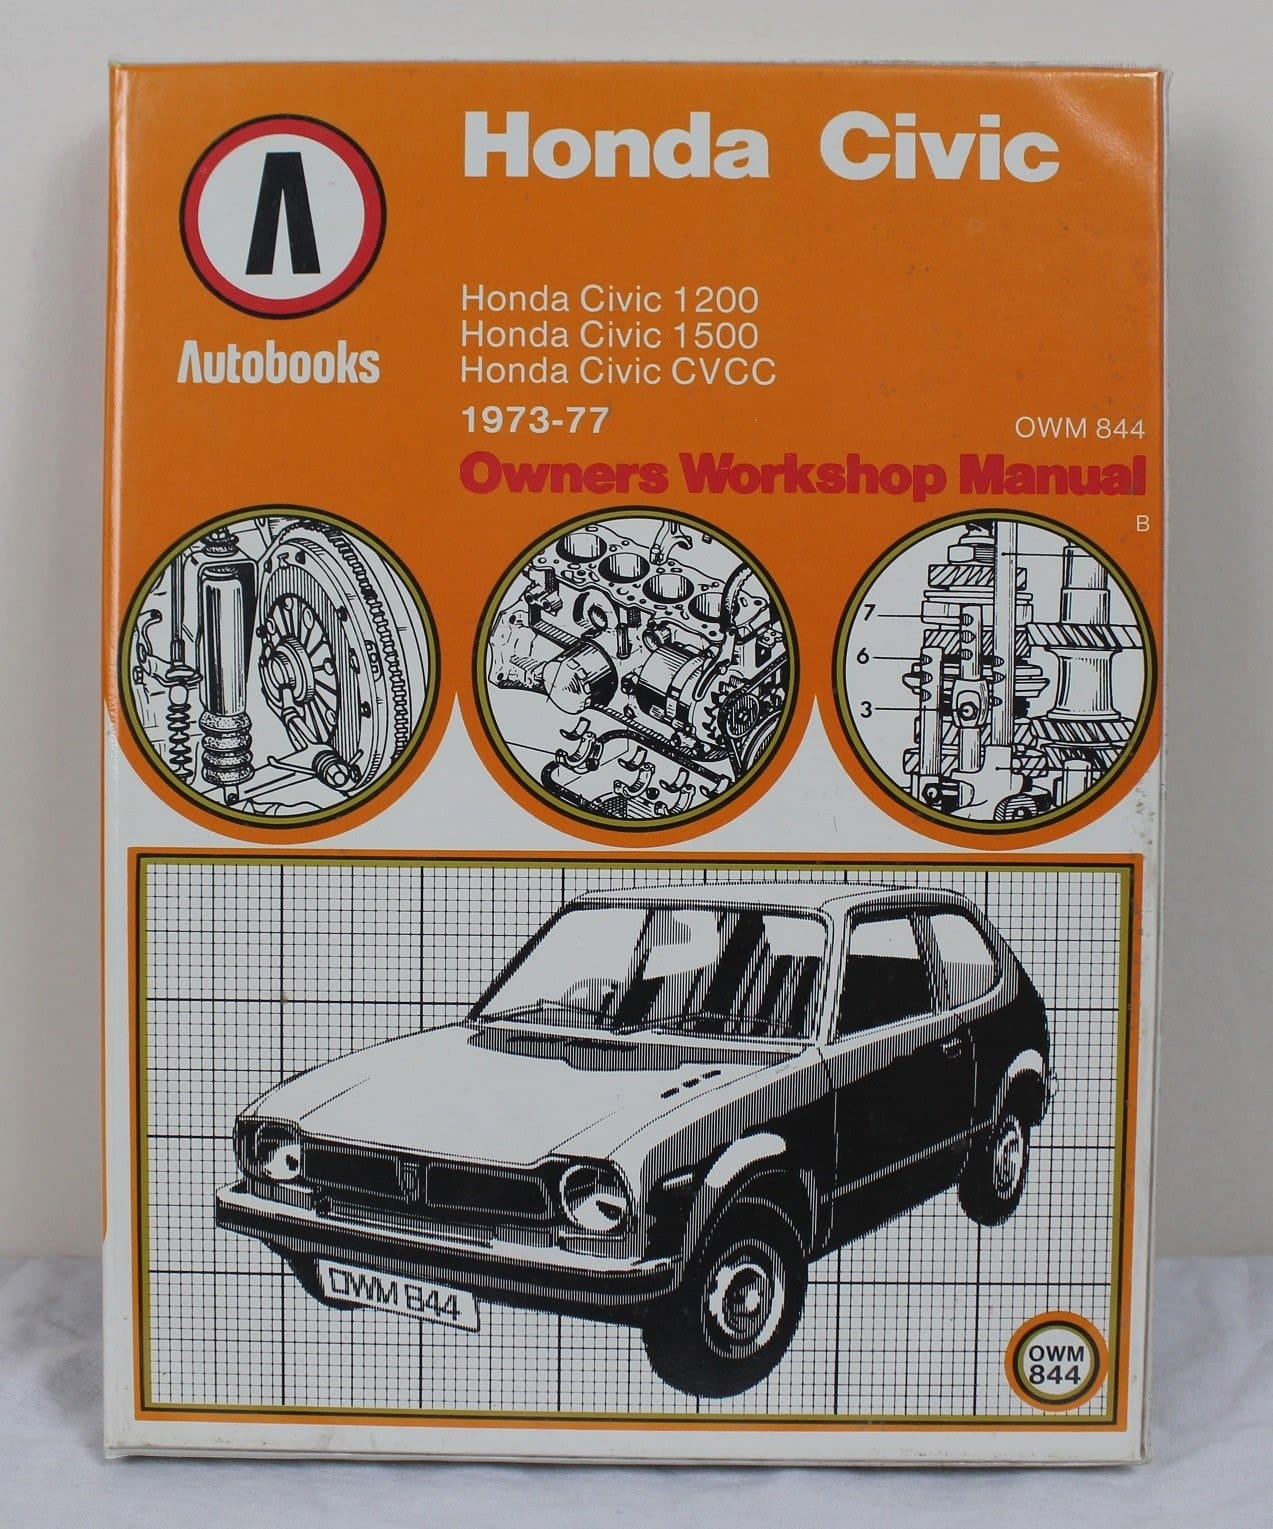 Honda Civic
Autobooks
Honda Civic 1200
Honda Civic 1500
Honda Civic CVCC
1973-77
OWM 844
Owners Workshop Manual
B
7
6
3
OWM 844
OWM
844